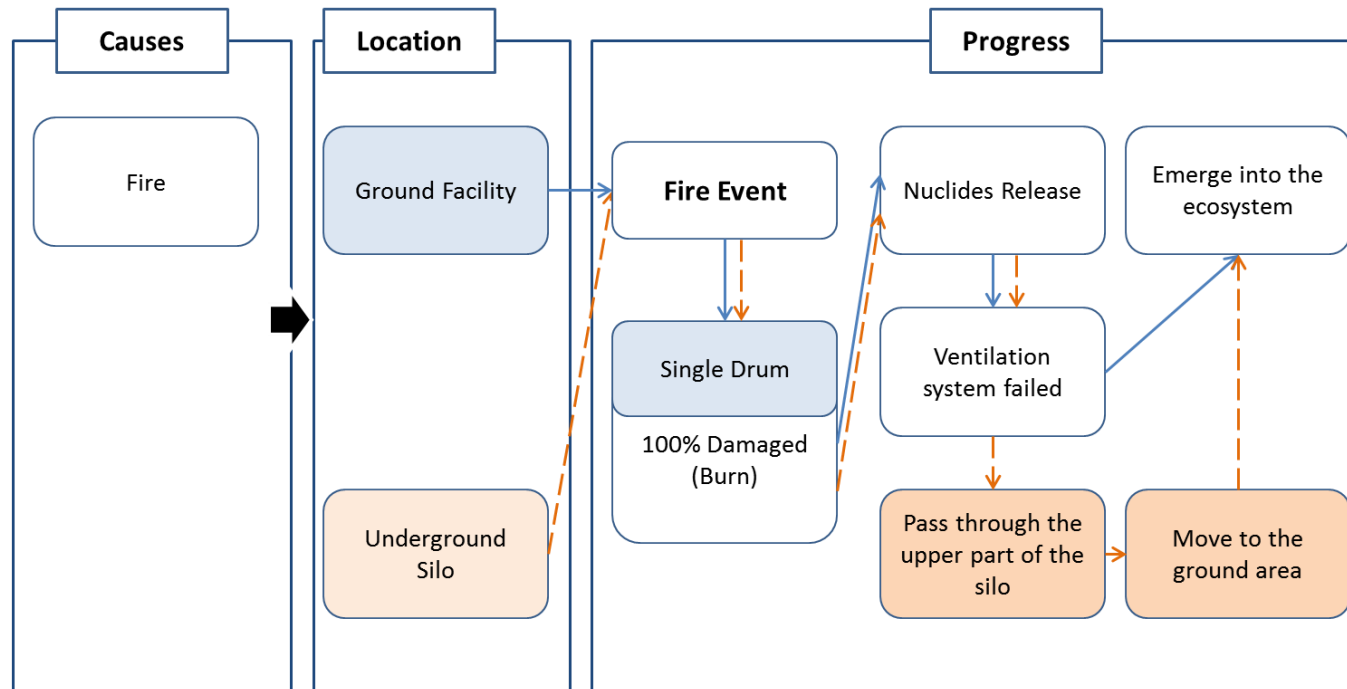 Causes
Location
Progress
Fire
Ground Facility
Underground
Silo
Fire Event
Single Drum
100% Damaged
(Burn)
Nuclides Release
Ventilation
system failed
Pass through the
upper part of the
silo
Emerge into the
ecosystem
Move to the
ground area